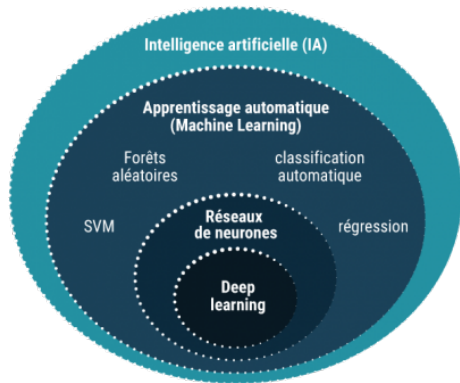 Intelligence artificielle (IA)
Apprentissage automatique
(Machine Learning)
Forêts
aléatoires
classification
automatique
SVM
Réseaux
de neurones
régression
Deep
learning